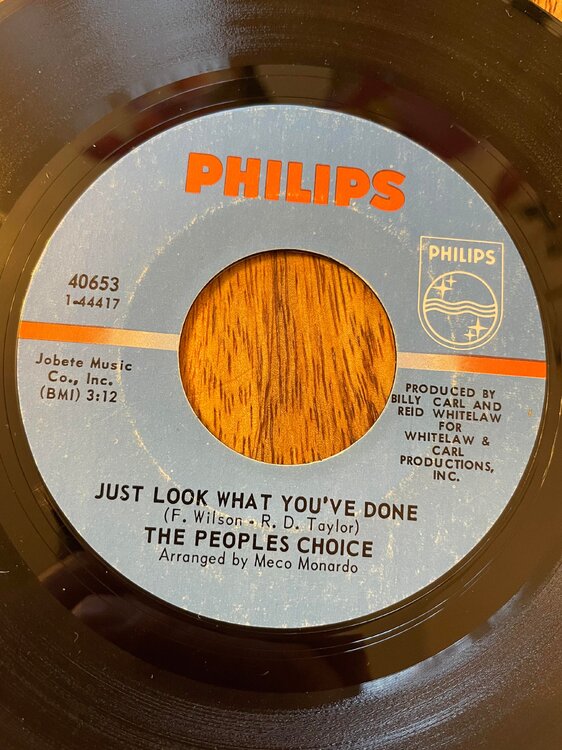 PHILIPS
PHILIPS
40653
1-44417
Jobete Music
Co., Inc.
(BMI) 3:12
PRODUCED BY
BILLY CARL AND
REID WHITELAW
FOR
WHITELAW &
CARL
PRODUCTIONS,
INC.
JUST LOOK WHAT YOU'VE DONE
(F. Wilson - R. D. Taylor)
THE PEOPLES CHOICE
Arranged by Meco Monardo